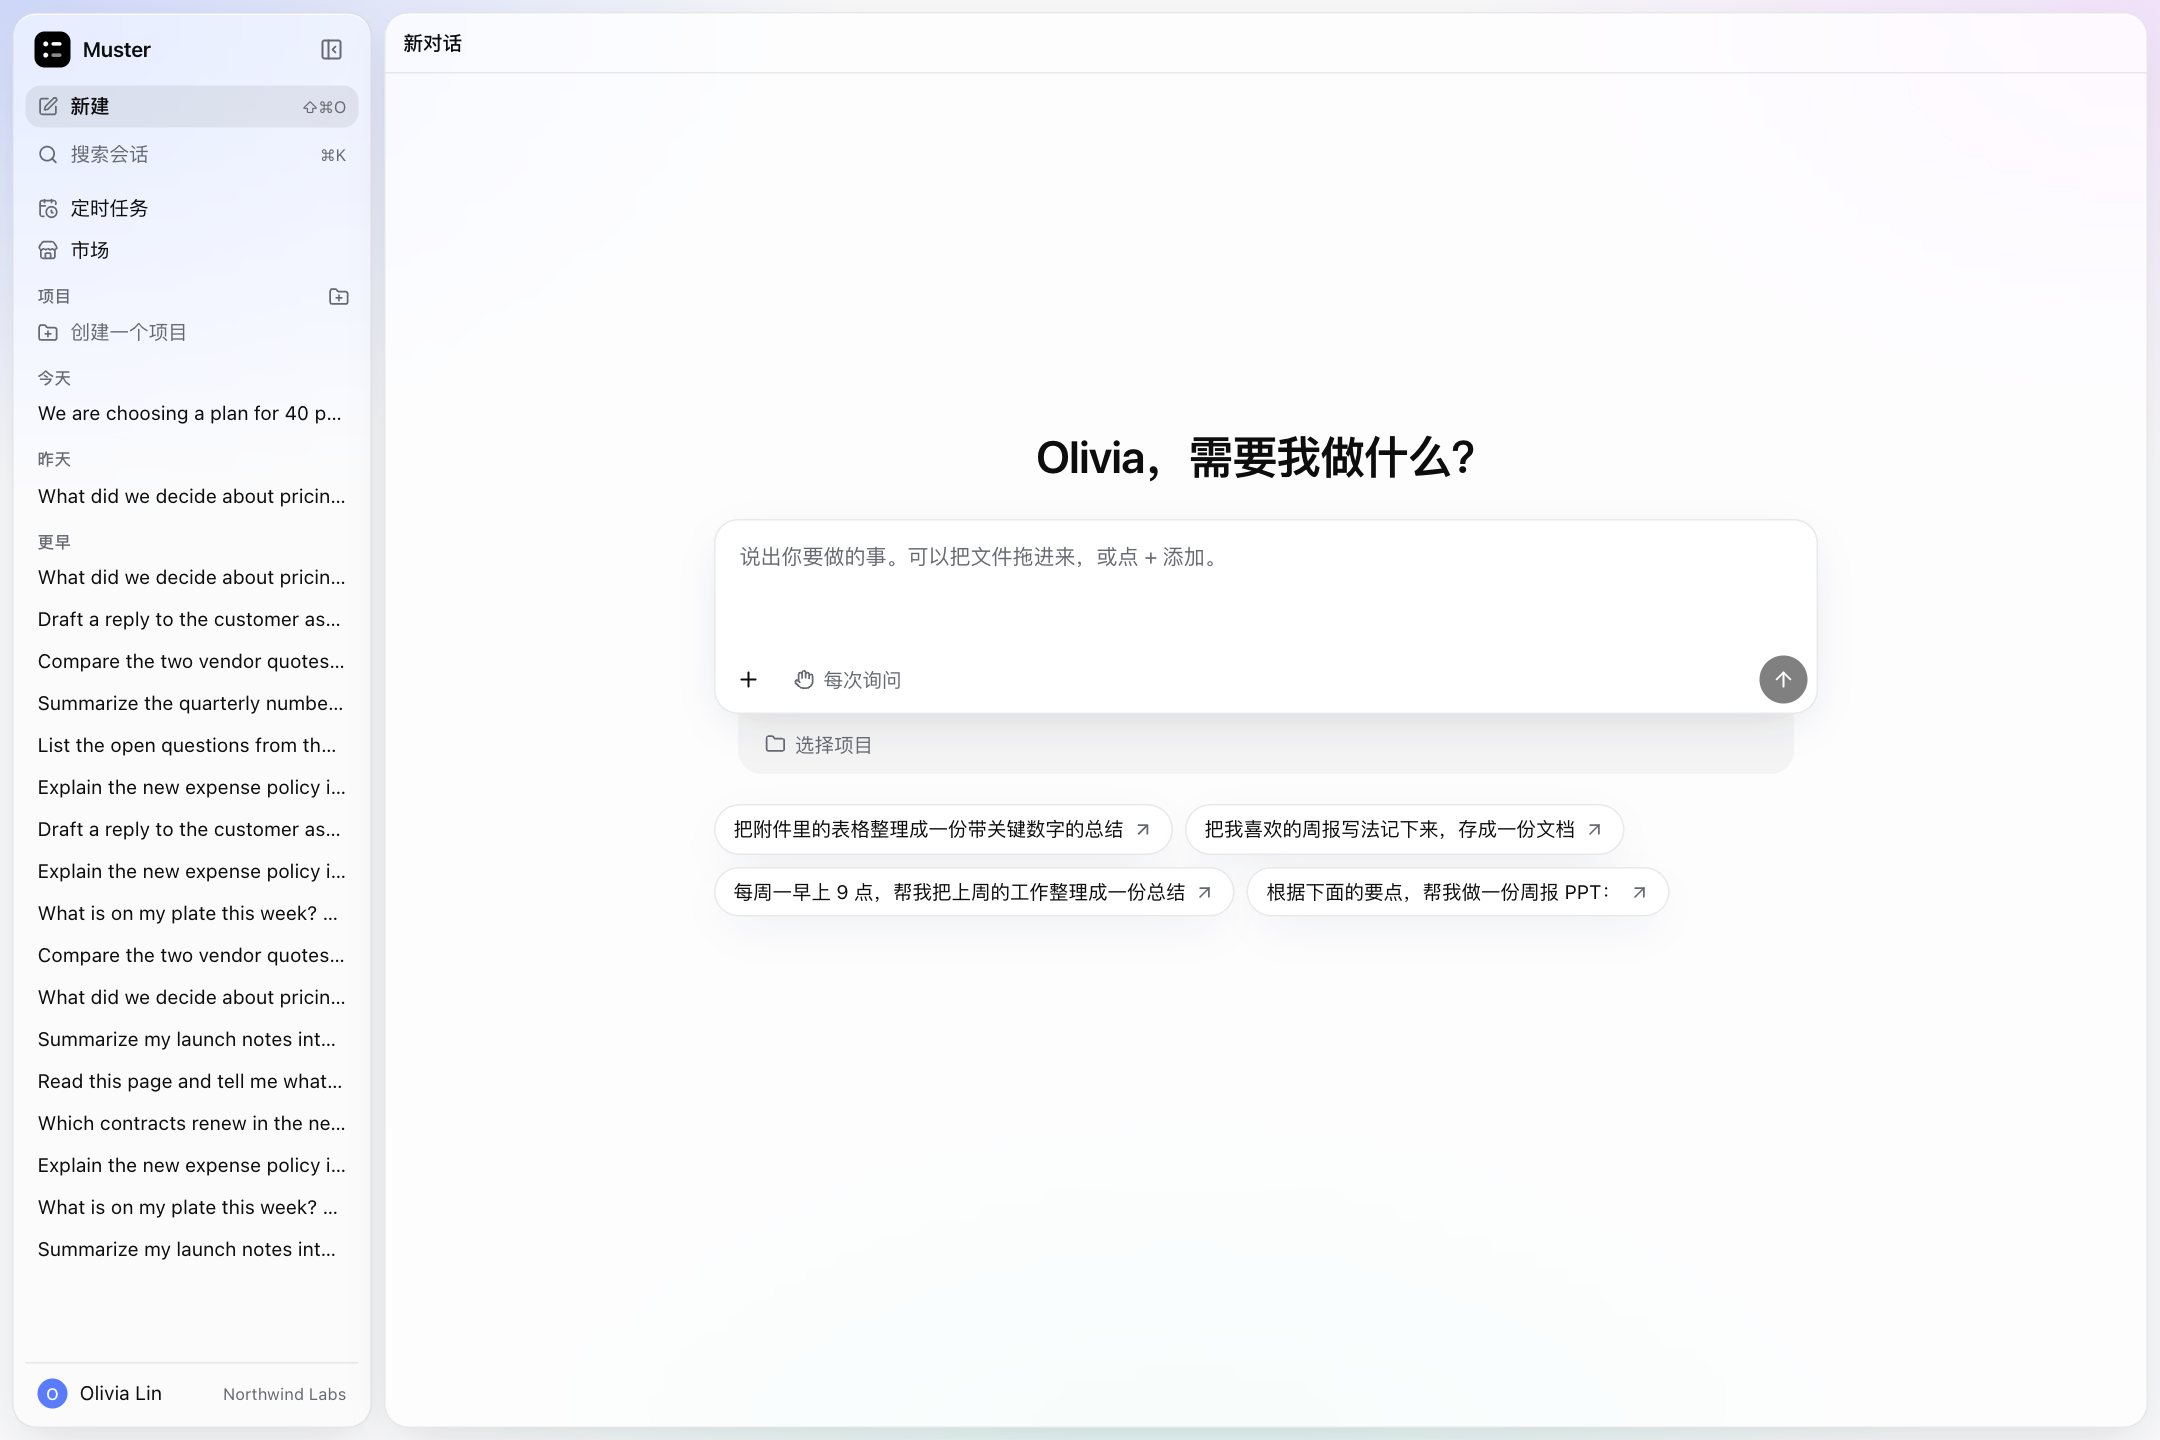 Muster
新建 ⇧⌘O
搜索会话 ⌘K
定时任务
市场
项目
创建一个项目
今天
We are choosing a plan for 40 p...
昨天
What did we decide about pricin...
更早
What did we decide about pricin...
Draft a reply to the customer as...
Compare the two vendor quotes...
Summarize the quarterly numbe...
List the open questions from th...
Explain the new expense policy i...
Draft a reply to the customer as...
Explain the new expense policy i...
What is on my plate this week? ...
Compare the two vendor quotes...
What did we decide about pricin...
Summarize my launch notes int...
Read this page and tell me what...
Which contracts renew in the ne...
Explain the new expense policy i...
What is on my plate this week? ...
Summarize my launch notes int...
O Olivia Lin Northwind Labs
新对话
Olivia，需要我做什么？
说出你要做的事。可以把文件拖进来，或点 + 添加。
每次询问
选择项目
把附件里的表格整理成一份带关键数字的总结
把我喜欢的周报写法记下来，存成一份文档
每周一早上 9 点，帮我把上周的工作整理成一份总结
根据下面的要点，帮我做一份周报 PPT：